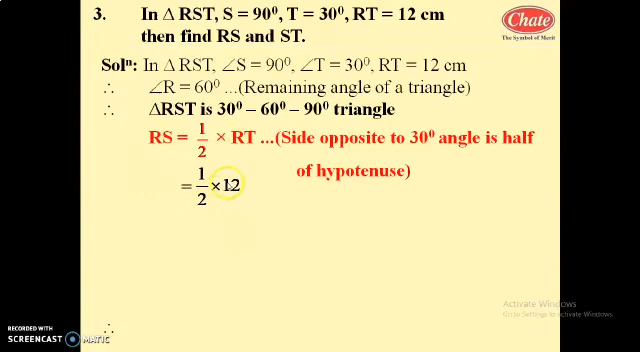 3. In Δ RST, S = 90⁰, T = 30⁰, RT = 12 cm
then find RS and ST.
Chate
The Symbol of Merit
Solⁿ: In Δ RST, ∠S = 90⁰, ∠T = 30⁰, RT = 12 cm
∴ ∠R = 60⁰ ...(Remaining angle of a triangle)
∴ ΔRST is 30⁰ – 60⁰ – 90⁰ triangle
RS = 1/2 × RT ...(Side opposite to 30⁰ angle is half
of hypotenuse)
= 1/2 × 12
∴
Activate Windows
Go to Settings to activate Windows.
RECORDED WITH
SCREENCAST MATIC